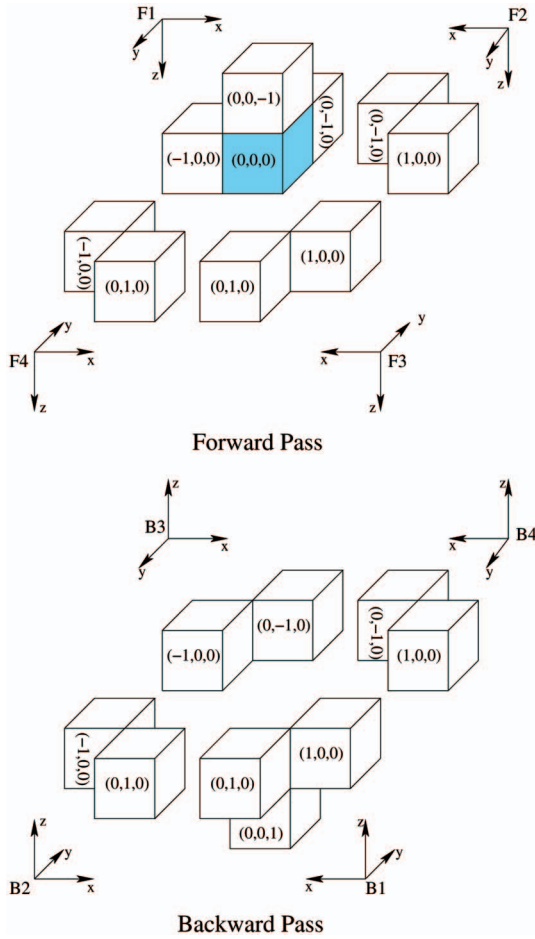 F1
x
y
z
F2
x
y
z
(0,0,−1)
(−1,0,0)
(0,0,0)
(0,−1,0)
(0,−1,0)
(1,0,0)
(−1,0,0)
(0,1,0)
(0,1,0)
(1,0,0)
F4
y
x
z
F3
y
x
z
Forward Pass
z
B3
x
y
z
x
B4
y
(−1,0,0)
(0,−1,0)
(0,−1,0)
(1,0,0)
(−1,0,0)
(0,1,0)
(0,1,0)
(1,0,0)
(0,0,1)
z
y
B2
x
z
y
x
B1
Backward Pass